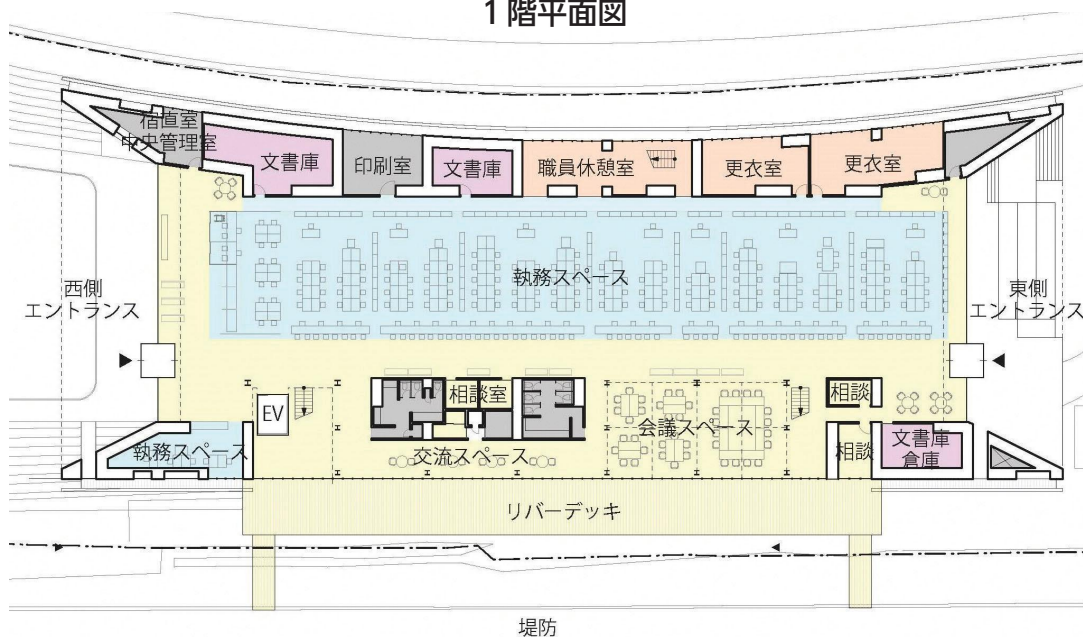 1階平面図
宿直室
中央管理室
文書庫
印刷室
文書庫
職員休憩室
更衣室
更衣室
執務スペース
西側
エントランス
東側
エントランス
EV
相談室
会議スペース
相談
執務スペース
交流スペース
相談
文書庫
倉庫
リバーデッキ
堤防